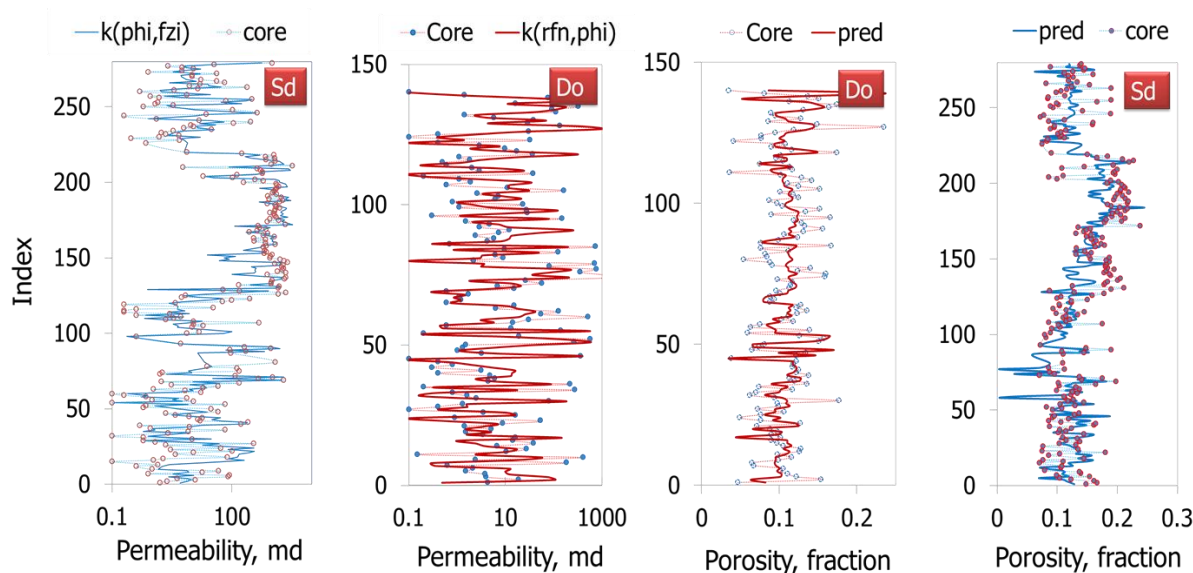 k(phi,fzi) core
Core k(rfn,phi)
Core pred
pred core
Sd
Do
Do
Sd
Index
250
200
150
100
50
0
0.1 100
Permeability, md
150
100
50
0
0.1 10 1000
Permeability, md
150
100
50
0
0 0.1 0.2
Porosity, fraction
250
200
150
100
50
0
0 0.1 0.2 0.3
Porosity, fraction